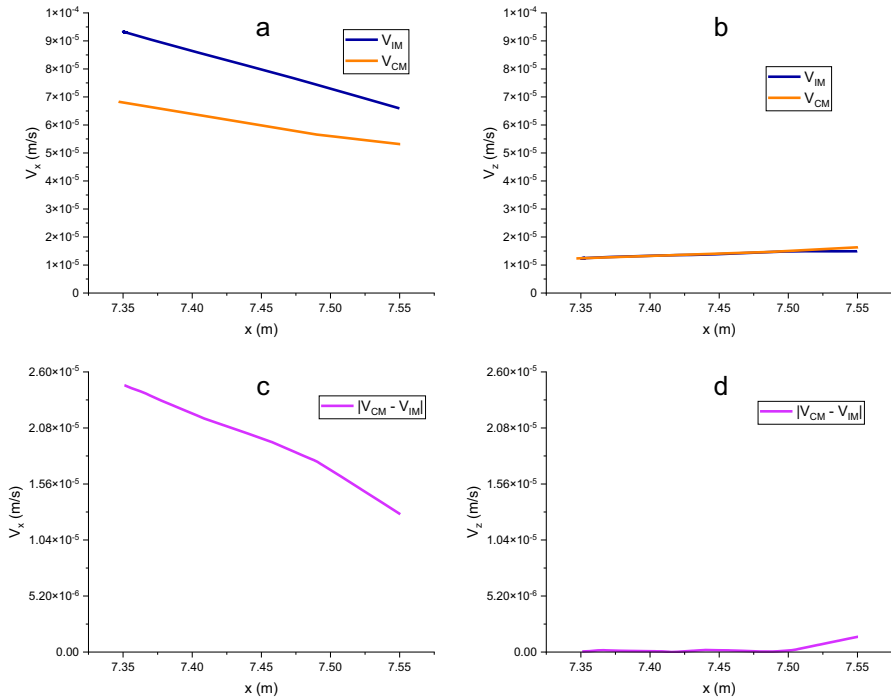 a
V_IM
V_CM
1×10⁻⁴
9×10⁻⁵
8×10⁻⁵
7×10⁻⁵
6×10⁻⁵
5×10⁻⁵
4×10⁻⁵
3×10⁻⁵
2×10⁻⁵
1×10⁻⁵
0
V_x (m/s)
7.35 7.40 7.45 7.50 7.55
x (m)
b
V_IM
V_CM
1×10⁻⁴
9×10⁻⁵
8×10⁻⁵
7×10⁻⁵
6×10⁻⁵
5×10⁻⁵
4×10⁻⁵
3×10⁻⁵
2×10⁻⁵
1×10⁻⁵
0
V_z (m/s)
7.35 7.40 7.45 7.50 7.55
x (m)
c
|V_CM - V_IM|
2.60×10⁻⁵
2.08×10⁻⁵
1.56×10⁻⁵
1.04×10⁻⁵
5.20×10⁻⁶
0.00
V_x (m/s)
7.35 7.40 7.45 7.50 7.55
x (m)
d
|V_CM - V_IM|
2.60×10⁻⁵
2.08×10⁻⁵
1.56×10⁻⁵
1.04×10⁻⁵
5.20×10⁻⁶
0.00
V_z (m/s)
7.35 7.40 7.45 7.50 7.55
x (m)